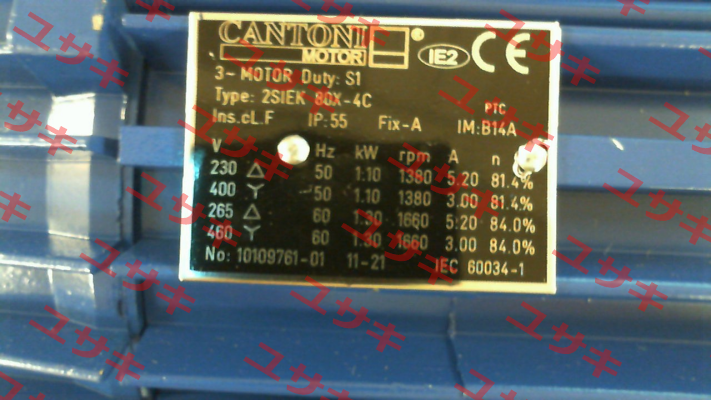 CANTONI
MOTOR
®
IE2
CE
3~ MOTOR Duty: S1
Type: 2SIEK 80X-4C
PTC
Ins.cL.F IP:55 Fix-A IM:B14A
V Hz kW rpm A n
230 △ 50 1.10 1380 5.20 81.4%
400 Y 50 1.10 1380 3.00 81.4%
265 △ 60 1.30 1660 5.20 84.0%
460 Y 60 1.30 1660 3.00 84.0%
No: 10109761-01 11-21 IEC 60034-1
ユサキ